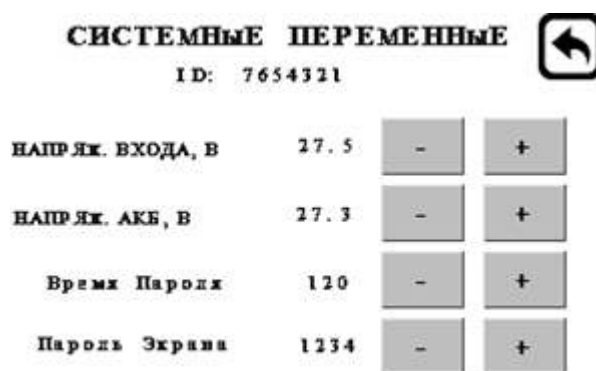 СИСТЕМНыЕ ПЕРЕМЕННыЕ
ID: 7654321
НАПРЯж. ВХОДА, В 27.5 - +
НАПРЯж. АКБ, В 27.3 - +
Время Пароля 120 - +
Пароль Экрана 1234 - +